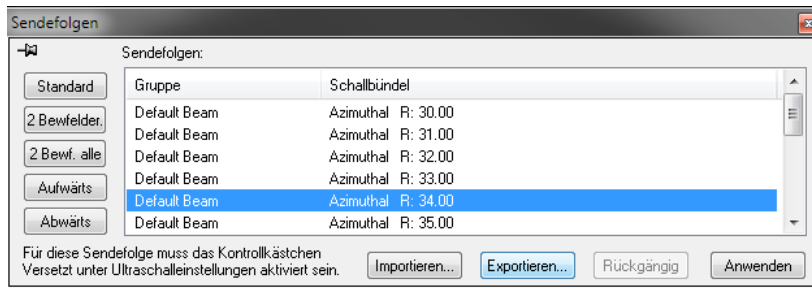 Sendefolgen
Sendefolgen:
Standard
2 Bewfelder.
2 Bewf. alle
Aufwärts
Abwärts
Gruppe Schallbündel
Default Beam Azimuthal R: 30.00
Default Beam Azimuthal R: 31.00
Default Beam Azimuthal R: 32.00
Default Beam Azimuthal R: 33.00
Default Beam Azimuthal R: 34.00
Default Beam Azimuthal R: 35.00
Für diese Sendefolge muss das Kontrollkästchen
Versetzt unter Ultraschalleinstellungen aktiviert sein.
Importieren... Exportieren... Rückgängig Anwenden